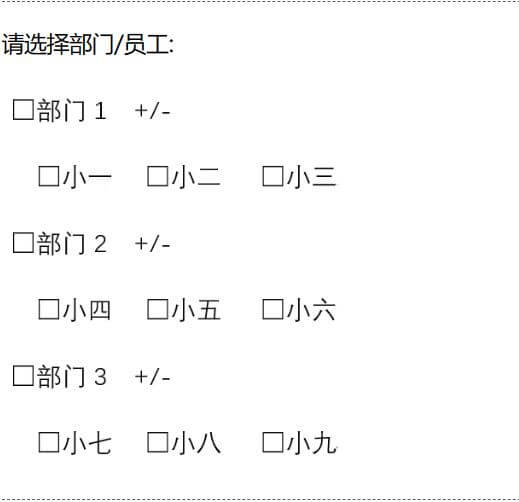 请选择部门/员工:
□部门 1 +/-
□小一 □小二 □小三
□部门 2 +/-
□小四 □小五 □小六
□部门 3 +/-
□小七 □小八 □小九